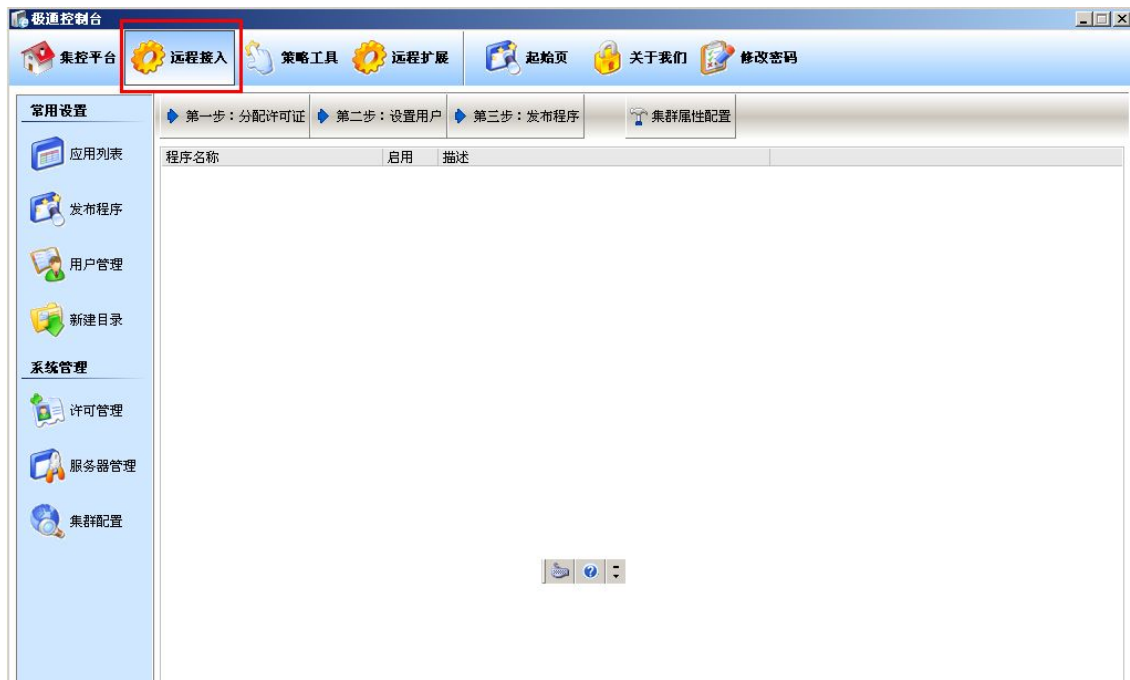 极通控制台
集控平台 远程接入 策略工具 远程扩展 起始页 关于我们 修改密码
常用设置
第一步：分配许可证 第二步：设置用户 第三步：发布程序 集群属性配置
程序名称 启用 描述
应用列表
发布程序
用户管理
新建目录
系统管理
许可管理
服务器管理
集群配置